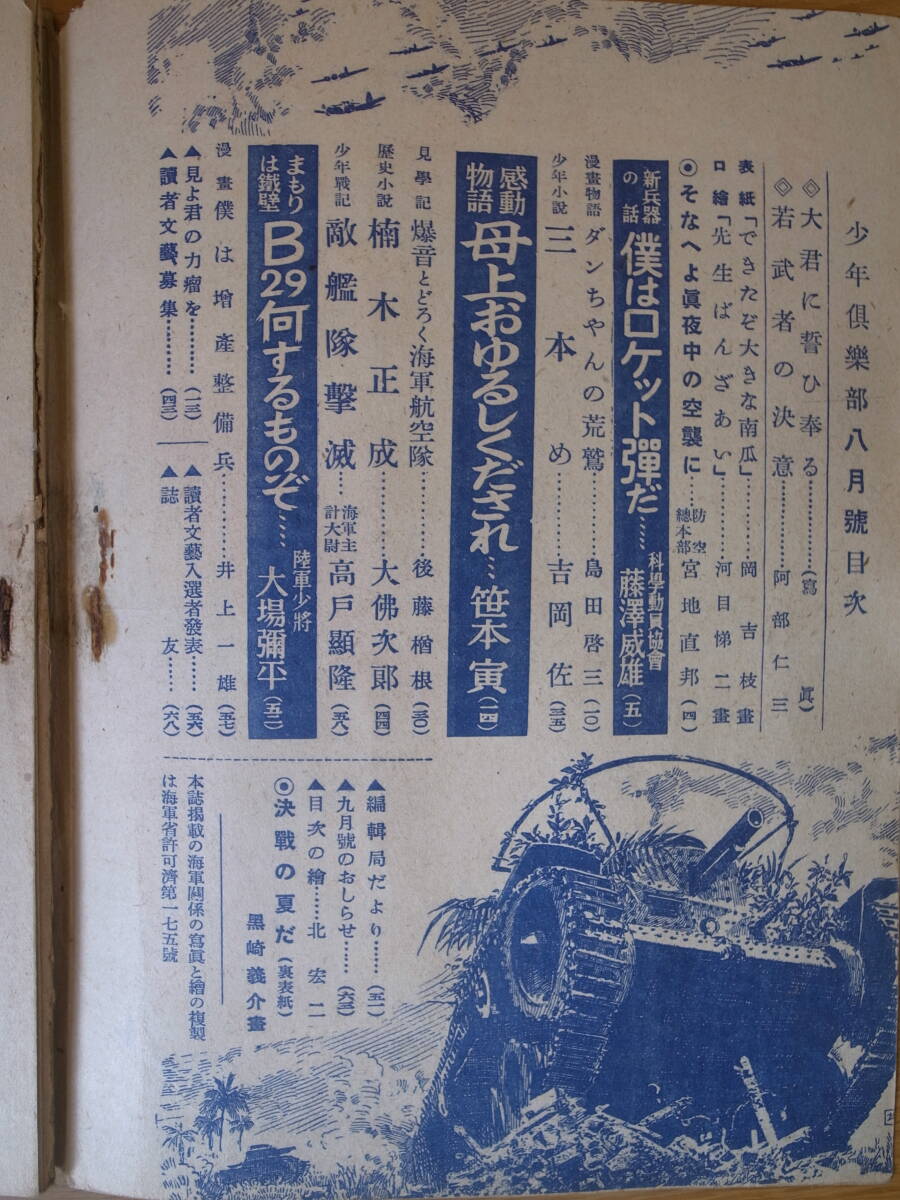 少年倶樂部八月號目次
◇大君に誓ひ奉る…………(寫眞)
◇若武者の決意…………阿部仁三
表紙「できたぞ大きな南瓜」………岡吉枝畫
口繪「先生ばんざあい」………河目悌二畫
◉そなへよ眞夜中の空襲に……防空總本部 宮地直邦(四)
新兵器の話 僕はロケット彈だ……科學動員協會 藤澤威雄(五)
漫畫物語 ダンちやんの荒鷲………島田啓三(一〇)
少年小説 三本め………吉岡佐(三五)
感動物語 母上おゆるしくだされ…笹本寅(一四)
見學記 爆音とどろく海軍航空隊………後藤楢根(三〇)
歴史小説 楠木正成…………大佛次郎(四四)
少年戰記 敵艦隊擊滅…海軍主計大尉 高戸顯隆(五八)
まもりは鐵壁 B29何するものぞ…陸軍少將 大場彌平(五二)
漫畫 僕は増産整備兵………井上一雄(五七)
▲見よ君の力瘤を………(一三)
▲讀者文藝募集………(四三)
▲讀者文藝入選者發表……(五六)
▲誌友……(六八)
▲編輯局だより……(五一)
▲九月號のおしらせ……(六三)
▲目次の繪……北宏二
◉決戰の夏だ(裏表紙)
黑崎義介畫
本誌揭載の海軍關係の寫眞と繪の複製
は海軍省許可濟第一七五號